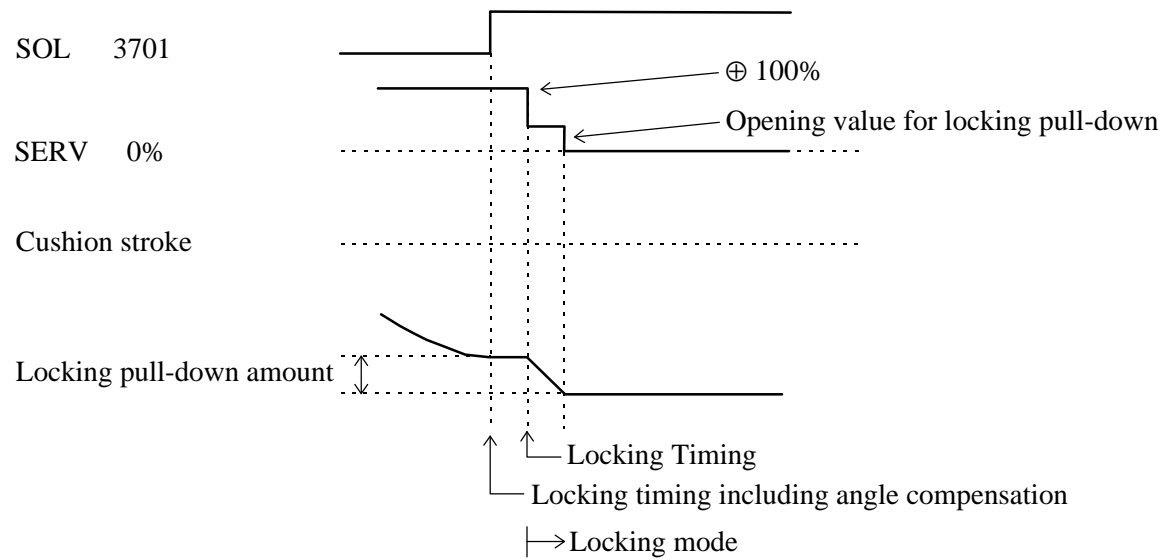 SOL 3701
⊕ 100%
Opening value for locking pull-down
SERV 0%
Cushion stroke
Locking pull-down amount
Locking Timing
Locking timing including angle compensation
Locking mode